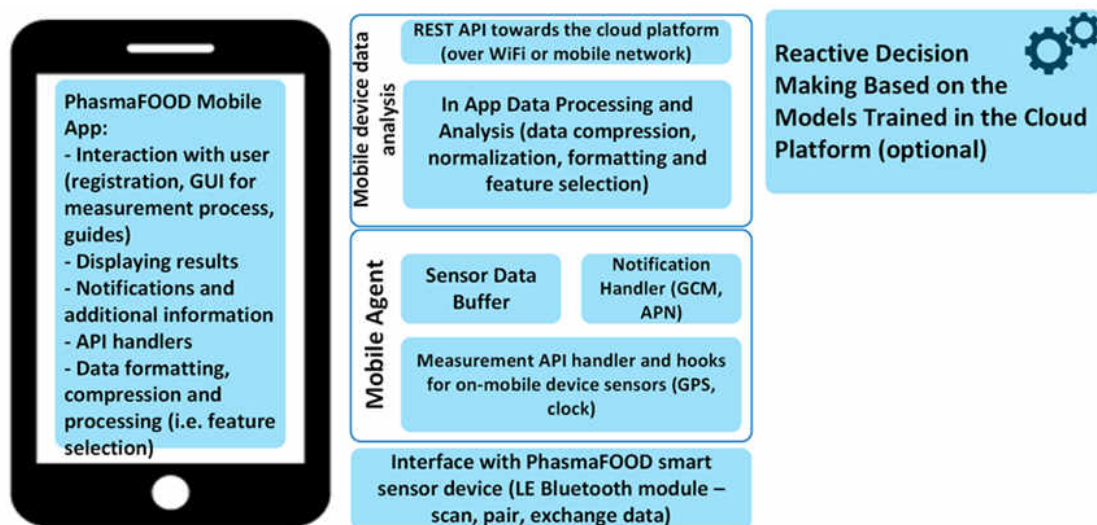 PhasmaFOOD Mobile
App:
- Interaction with user
(registration, GUI for
measurement process,
guides)
- Displaying results
- Notifications and
additional information
- API handlers
- Data formatting,
compression and
processing (i.e. feature
selection)
Mobile device data
analysis
REST API towards the cloud platform
(over WiFi or mobile network)
In App Data Processing and
Analysis (data compression,
normalization, formatting and
feature selection)
Mobile Agent
Sensor Data
Buffer
Notification
Handler (GCM,
APN)
Measurement API handler and hooks
for on-mobile device sensors (GPS,
clock)
Interface with PhasmaFOOD smart
sensor device (LE Bluetooth module –
scan, pair, exchange data)
Reactive Decision
Making Based on the
Models Trained in the Cloud
Platform (optional)